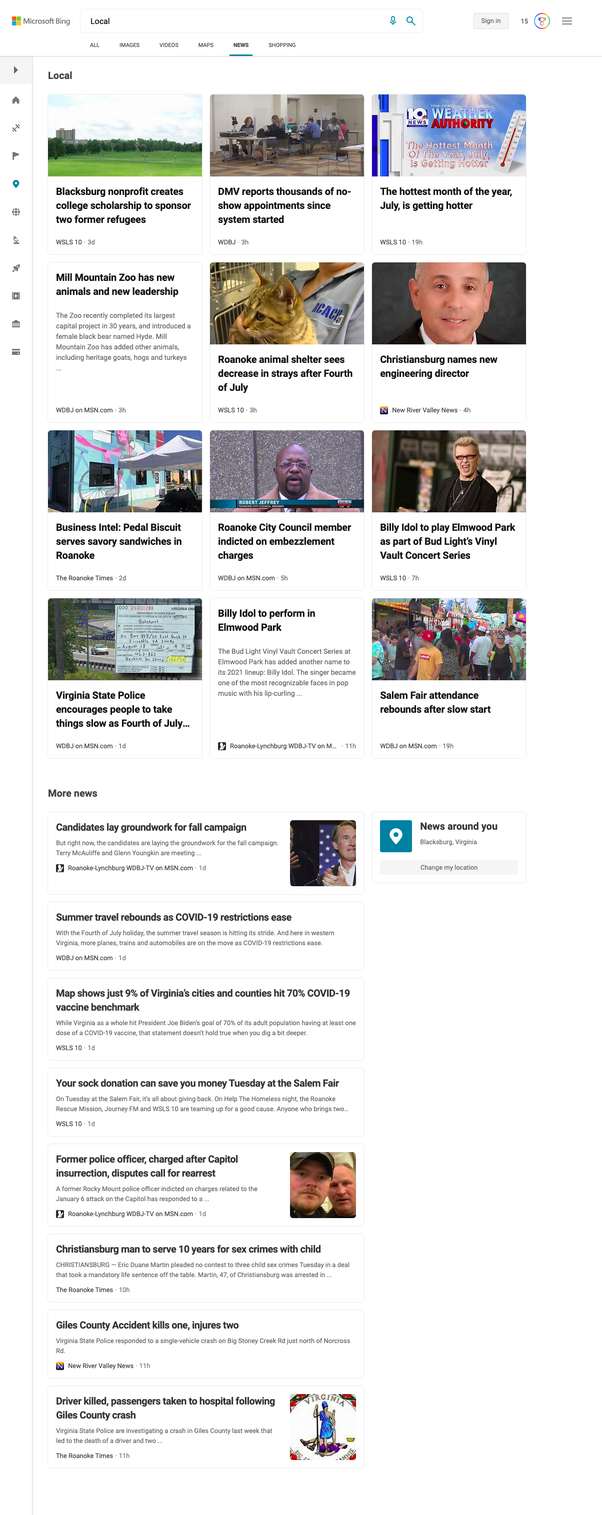 Microsoft Bing
Local
Sign in
15
ALL
IMAGES
VIDEOS
MAPS
NEWS
SHOPPING
Local
Blacksburg nonprofit creates
college scholarship to sponsor
two former refugees
WSLS 10 · 3d
DMV reports thousands of no-
show appointments since
system started
WDBJ · 3h
10
NEWS
WEATHER
AUTHORITY
The Hottest Month
Of The Year, July,
Is Getting Hotter
The hottest month of the year,
July, is getting hotter
WSLS 10 · 19h
Mill Mountain Zoo has new
animals and new leadership
The Zoo recently completed its largest
capital project in 30 years, and introduced a
female black bear named Hyde. Mill
Mountain Zoo has added other animals,
including heritage goats, hogs and turkeys
...
WDBJ on MSN.com · 3h
Roanoke animal shelter sees
decrease in strays after Fourth
of July
WSLS 10 · 3h
Christiansburg names new
engineering director
New River Valley News · 4h
Business Intel: Pedal Biscuit
serves savory sandwiches in
Roanoke
The Roanoke Times · 2d
ROBERT JEFFREY
Roanoke City Council member
indicted on embezzlement
charges
WDBJ on MSN.com · 5h
Billy Idol to play Elmwood Park
as part of Bud Light's Vinyl
Vault Concert Series
WSLS 10 · 7h
Virginia State Police
encourages people to take
things slow as Fourth of July...
WDBJ on MSN.com · 1d
Billy Idol to perform in
Elmwood Park
The Bud Light Vinyl Vault Concert Series at
Elmwood Park has added another name to
its 2021 lineup: Billy Idol. The singer became
one of the most recognizable faces in pop
music with his lip-curling ...
Roanoke-Lynchburg WDBJ-TV on M... · 11h
Salem Fair attendance
rebounds after slow start
WDBJ on MSN.com · 19h
More news
Candidates lay groundwork for fall campaign
But right now, the candidates are laying the groundwork for the fall campaign.
Terry McAuliffe and Glenn Youngkin are meeting ...
Roanoke-Lynchburg WDBJ-TV on MSN.com · 1d
News around you
Blacksburg, Virginia
Change my location
Summer travel rebounds as COVID-19 restrictions ease
With the Fourth of July holiday, the summer travel season is hitting its stride. And here in western
Virginia, more planes, trains and automobiles are on the move as COVID-19 restrictions ease.
WDBJ on MSN.com · 1d
Map shows just 9% of Virginia's cities and counties hit 70% COVID-19
vaccine benchmark
While Virginia as a whole hit President Joe Biden's goal of 70% of its adult population having at least one
dose of a COVID-19 vaccine, that statement doesn't hold true when you dig a bit deeper.
WSLS 10 · 1d
Your sock donation can save you money Tuesday at the Salem Fair
On Tuesday at the Salem Fair, it's all about giving back. On Help The Homeless night, the Roanoke
Rescue Mission, Journey FM and WSLS 10 are teaming up for a good cause. Anyone who brings two...
WSLS 10 · 1d
Former police officer, charged after Capitol
insurrection, disputes call for rearrest
A former Rocky Mount police officer indicted on charges related to the
January 6 attack on the Capitol has responded to a ...
Roanoke-Lynchburg WDBJ-TV on MSN.com · 1d
Christiansburg man to serve 10 years for sex crimes with child
CHRISTIANSBURG — Eric Duane Martin pleaded no contest to three child sex crimes Tuesday in a deal
that took a mandatory life sentence off the table. Martin, 47, of Christiansburg was arrested in ...
The Roanoke Times · 10h
Giles County Accident kills one, injures two
Virginia State Police responded to a single-vehicle crash on Big Stoney Creek Rd just north of Norcross
Rd.
New River Valley News · 11h
VIRGINIA
Driver killed, passengers taken to hospital following
Giles County crash
Virginia State Police are investigating a crash in Giles County last week that
led to the death of a driver and two ...
The Roanoke Times · 11h